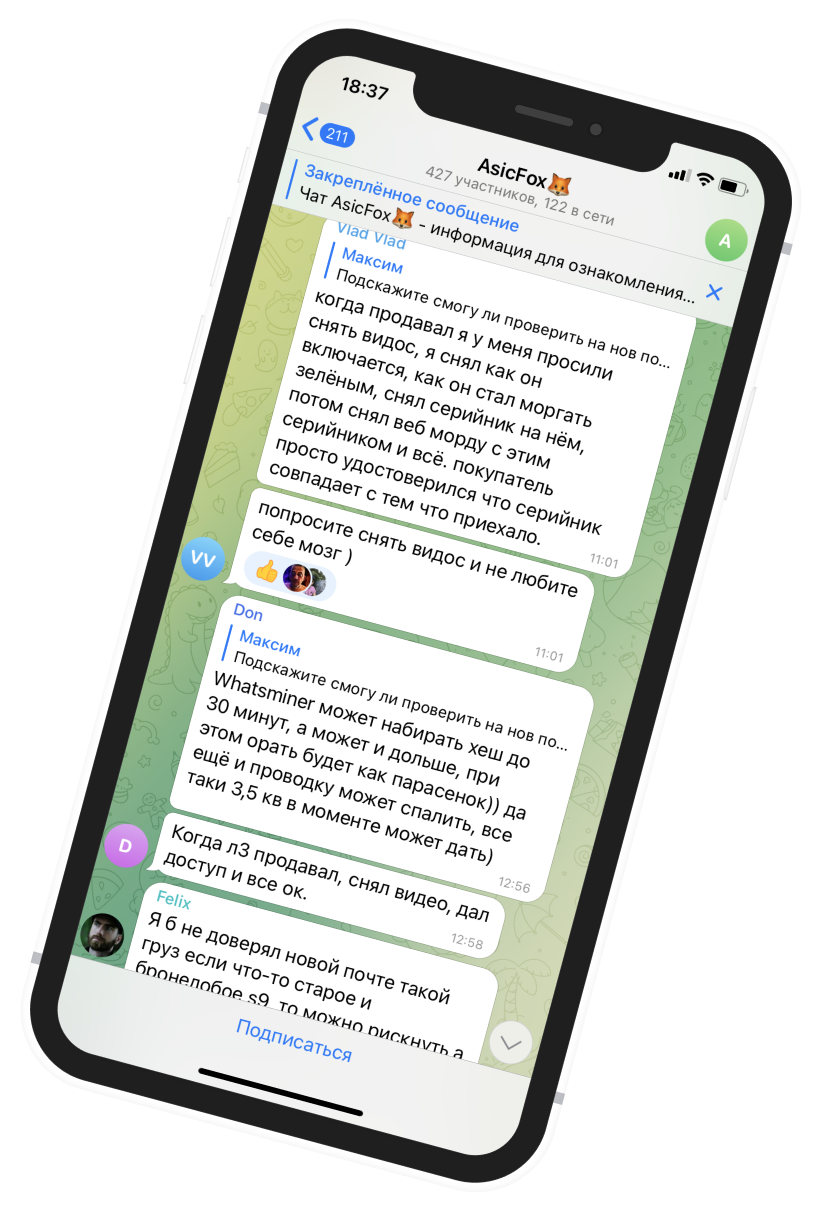 18:37
211
AsicFox🦊
427 участников, 122 в сети
Закреплённое сообщение
Чат AsicFox🦊 - информация для ознакомления...
A
Vlad Vlad
Максим
Подскажите смогу ли проверить на нов по...
когда продавал я у меня просили
снять видос, я снял как он
включается, как он стал моргать
зелёным, снял серийник на нём,
потом снял веб морду с этим
серийником и всё. покупатель
просто удостоверился что серийник
совпадает с тем что приехало.
11:01
попросите снять видос и не любите
себе мозг )
VV
11:01
Don
Максим
Подскажите смогу ли проверить на нов по...
Whatsminer может набирать хеш до
30 минут, а может и дольше, при
этом орать будет как парасенок)) да
ещё и проводку может спалить, все
таки 3,5 кв в моменте может дать)
12:56
Когда л3 продавал, снял видео, дал
доступ и все ок.
D
12:58
Felix
Я б не доверял новой почте такой
груз если что-то старое и
бронедобое s9, то можно рискнуть а
Подписаться